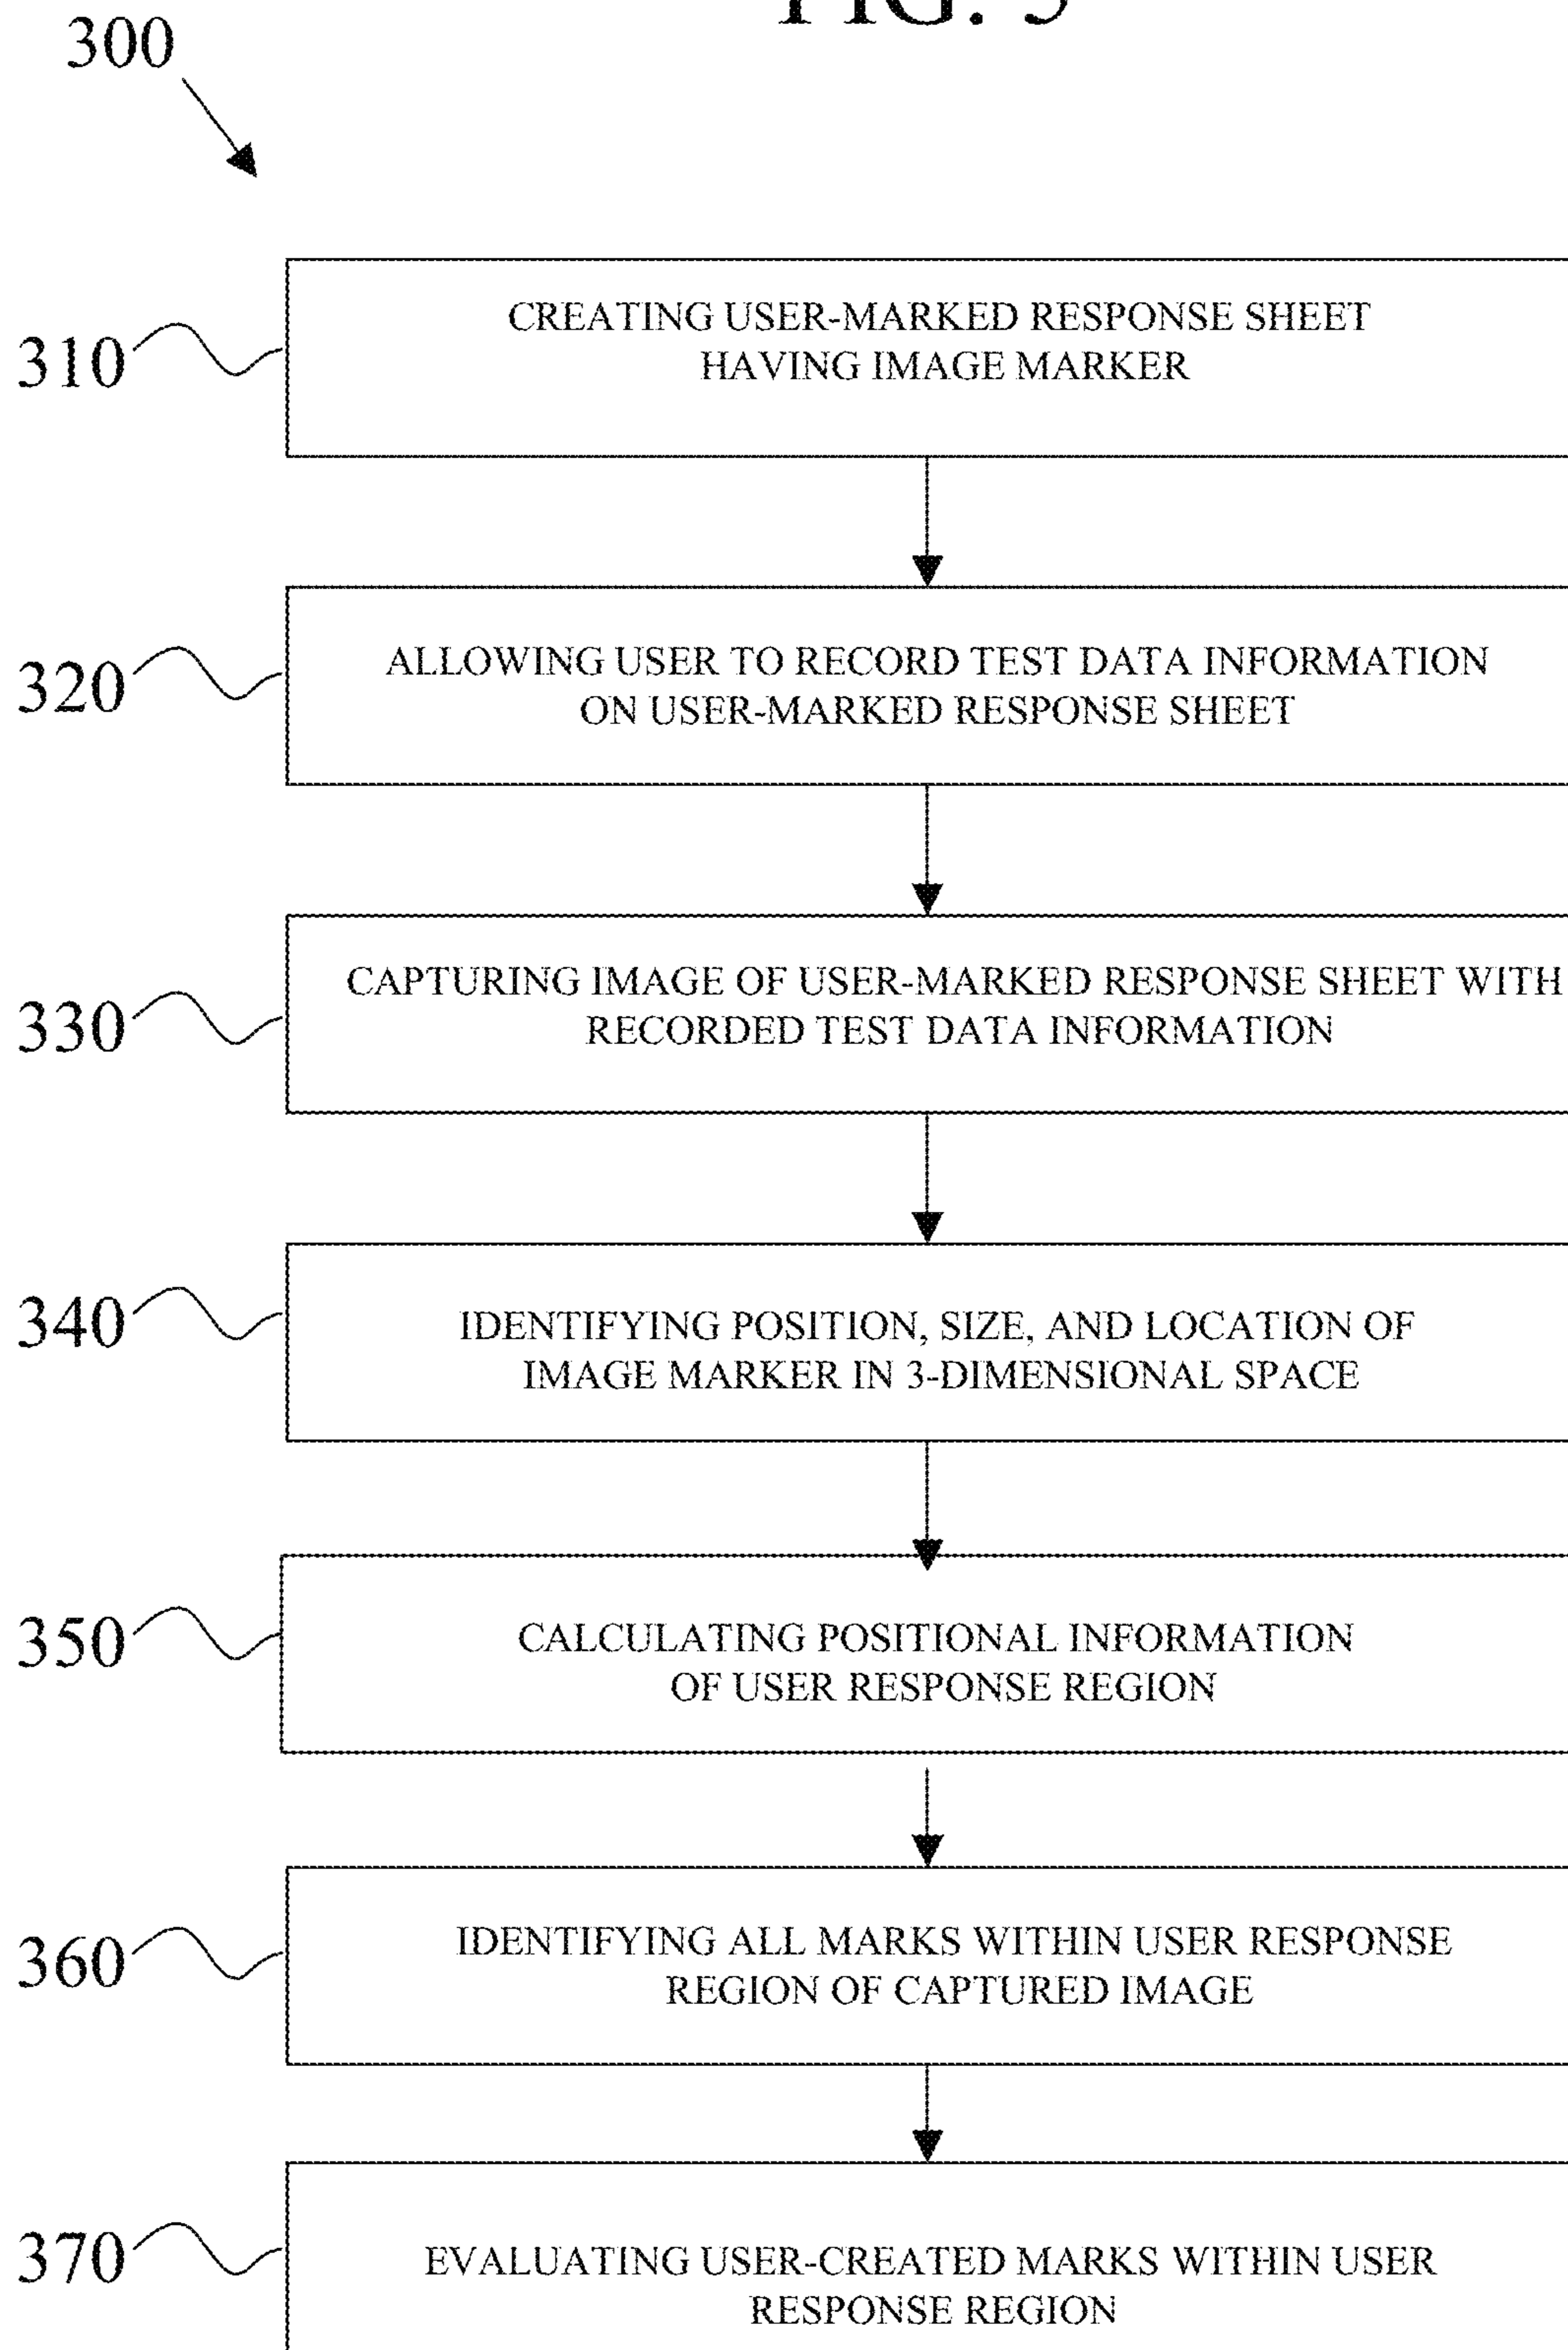 FIG.
300
310
CREATING USER-MARKED RESPONSE SHEET
HAVING IMAGE MARKER
320
ALLOWING USER TO RECORD TEST DATA INFORMATION
ON USER-MARKED RESPONSE SHEET
330
CAPTURING IMAGE OF USER-MARKED RESPONSE SHEET WITH
RECORDED TEST DATA INFORMATION
340
IDENTIFYING POSITION, SIZE, AND LOCATION OF
IMAGE MARKER IN 3-DIMENSIONAL SPACE
350
CALCULATING POSITIONAL INFORMATION
OF USER RESPONSE REGION
360
IDENTIFYING ALL MARKS WITHIN USER RESPONSE
REGION OF CAPTURED IMAGE
370
EVALUATING USER-CREATED MARKS WITHIN USER
RESPONSE REGION